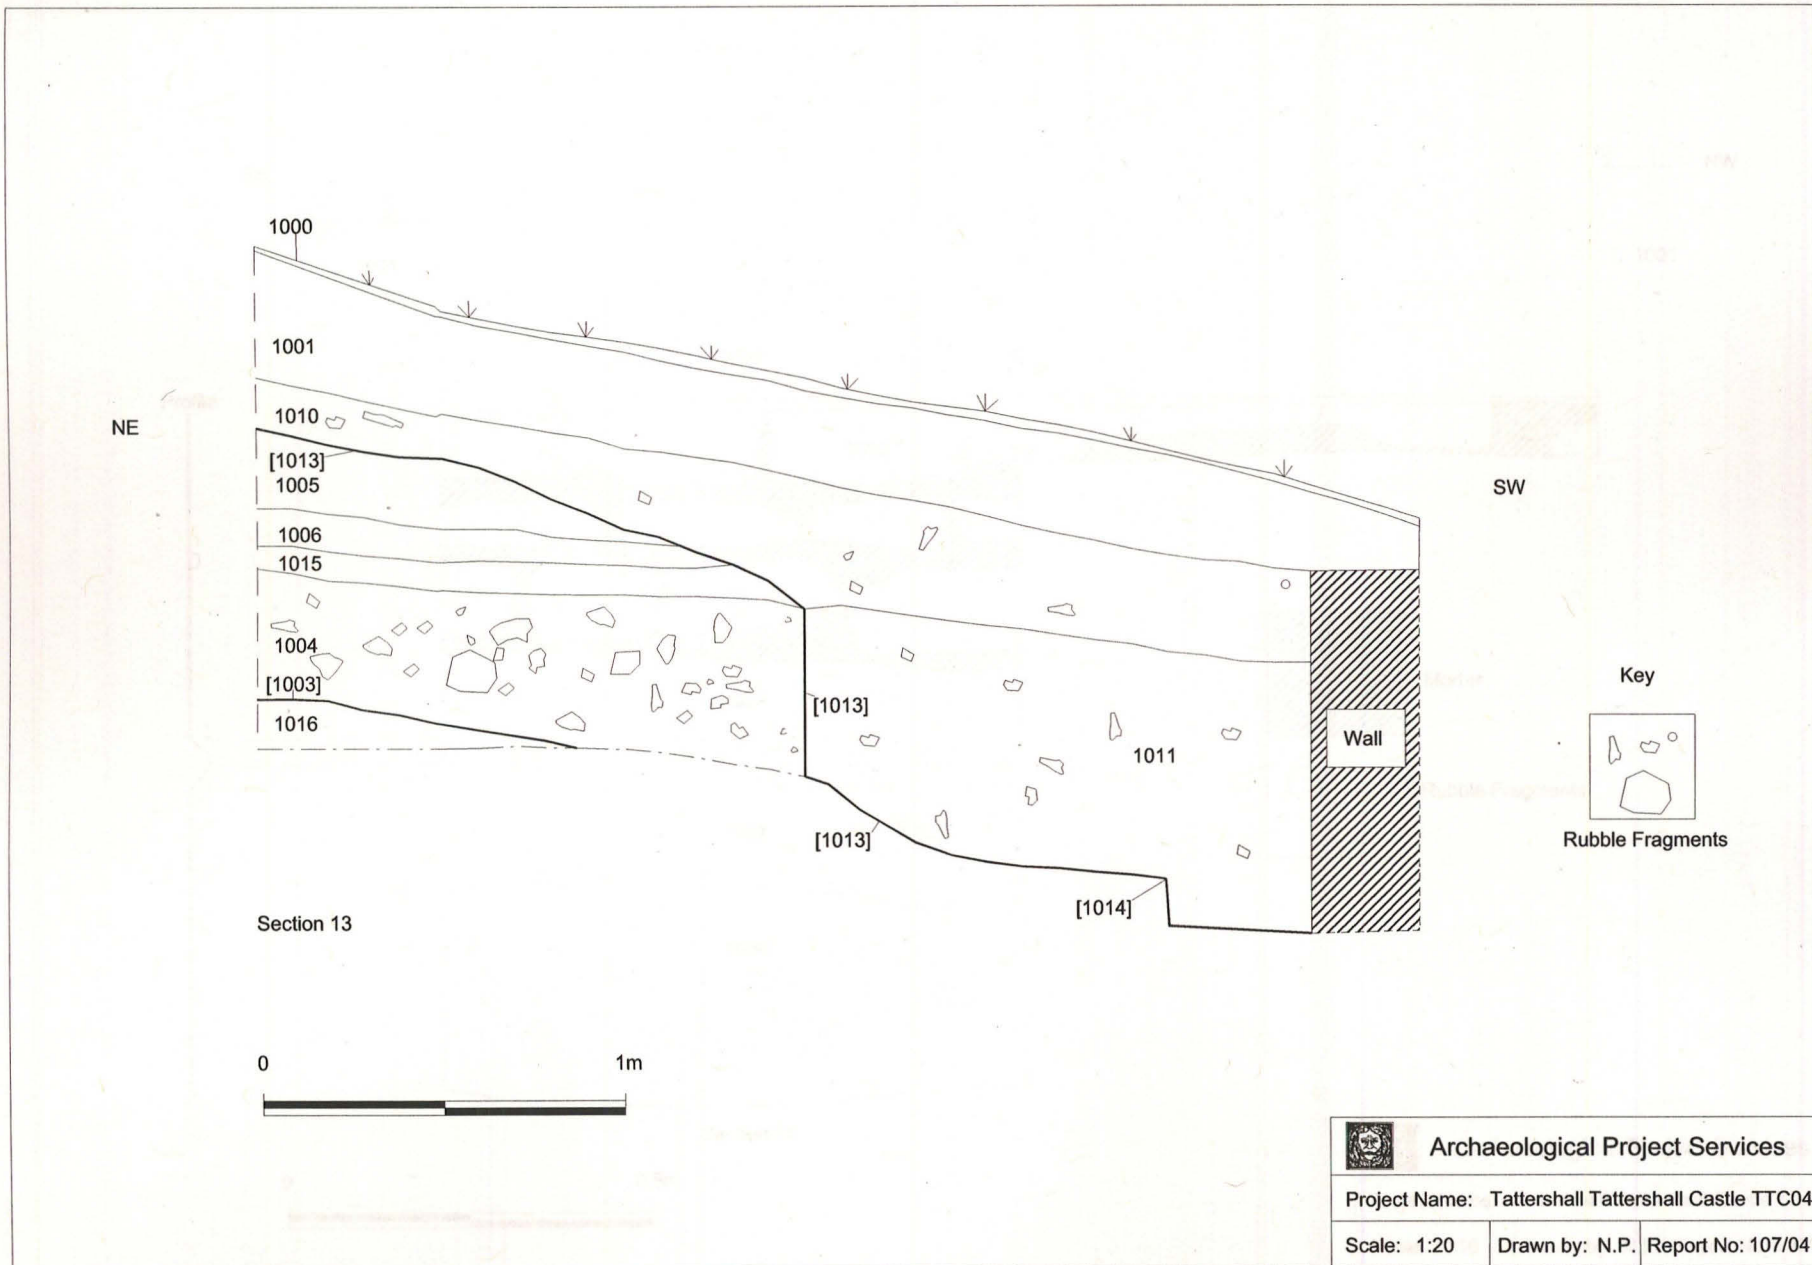 1000
1001
1010
NE
[1013]
1005
SW
1006
1015
1004
Key
[1003]
[1013]
1016
Wall
1011
[1013]
Rubble Fragments
[1014]
Section 13
0 1m
Archaeological Project Services
Project Name: Tattershall Tattershall Castle TTC04
Scale: 1:20 Drawn by: N.P. Report No: 107/04